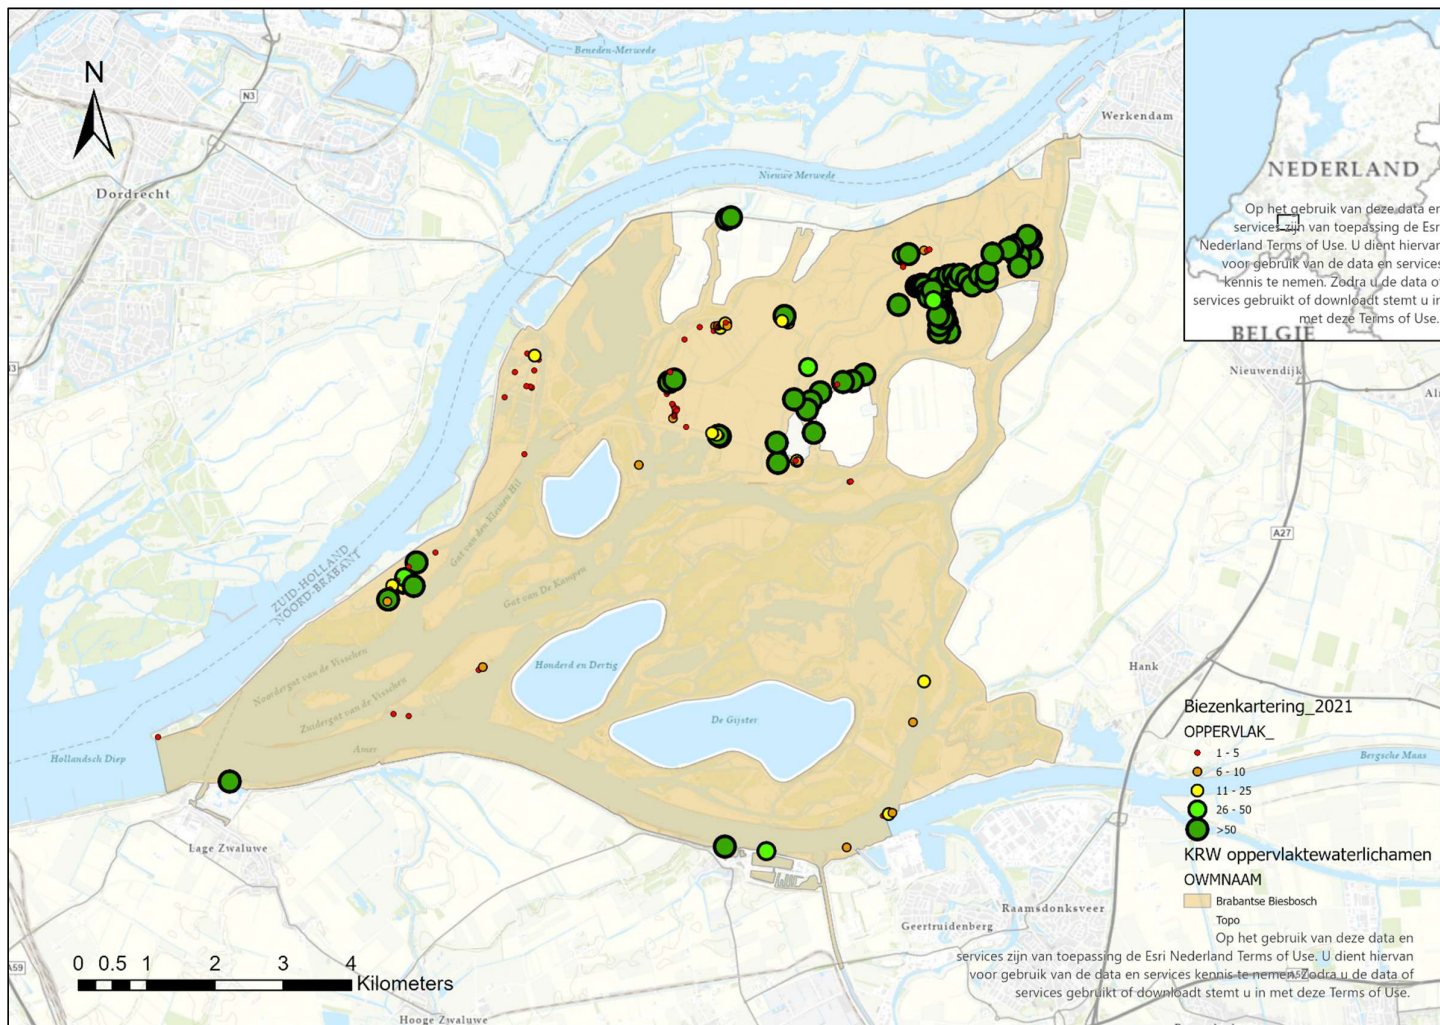 Beneden-Merwede
N
N3
Werkendam
NEDERLAND
Dordrecht
Nieuwe Merwede
Op het gebruik van deze data en
services zijn van toepassing de Esri
Nederland Terms of Use. U dient hiervan
voor gebruik van de data en services
kennis te nemen. Zodra u de data of
services gebruikt of downloadt stemt u in
met deze Terms of Use.
BELGIË
Nieuwendijk
Gat van den Kleinen Hil
A27
ZUID-HOLLAND
NOORD-BRABANT
Gat van De Kampen
Noordergat van de Visschen
Honderd en Dertig
Hank
Zuidergat van de Visschen
De Gijster
Biezenkartering_2021
OPPERVLAK_
Hollandsch Diep
Amer
1 - 5
Bergsche Maas
6 - 10
11 - 25
26 - 50
>50
Lage Zwaluwe
KRW oppervlaktewaterlichamen
OWMNAAM
Brabantse Biesbosch
Raamsdonksveer
Topo
Geertruidenberg
Op het gebruik van deze data en
services zijn van toepassing de Esri Nederland Terms of Use. U dient hiervan
voor gebruik van de data en services kennis te nemen. Zodra u de data of
services gebruikt of downloadt stemt u in met deze Terms of Use.
A59
0 0.5 1 2 3 4
Kilometers
Hooge Zwaluwe